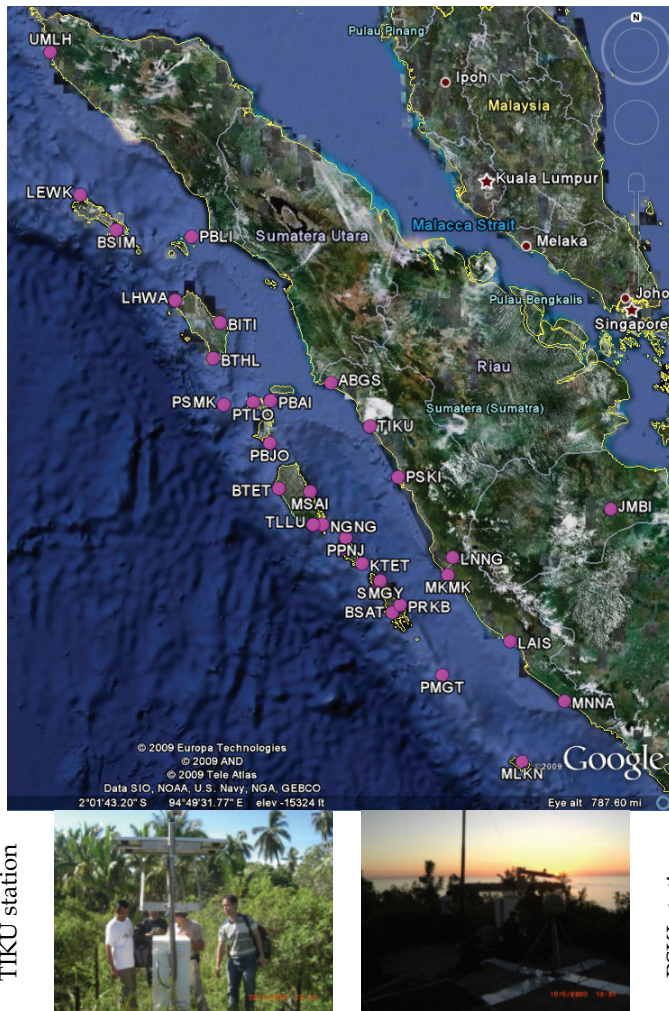 N
UMLH
Pulau Pinang
Ipoh
Malaysia
Kuala Lumpur
LEWK
BSIM
PBLI
Sumatera Utara
Malacca Strait
Melaka
LHWA
BITI
BTHL
Pulau Bengkalis
Joho
Singapore
Riau
ABGS
PSMK
PTLO
PBAI
Sumatera (Sumatra)
TIKU
PBJO
PSKI
BTET
MSAI
JMBI
TLLU
NGNG
PPNJ
KTET
LNNG
MKMK
SMGY
BSAT
PRKB
LAIS
PMGT
MNNA
MLKN
© 2009 Europa Technologies
© 2009 AND
© 2009 Tele Atlas
Data SIO, NOAA, U.S. Navy, NGA, GEBCO
©2009 Google
2°01'43.20" S 94°49'31.77" E elev -15324 ft
Eye alt 787.60 mi
TIKU station